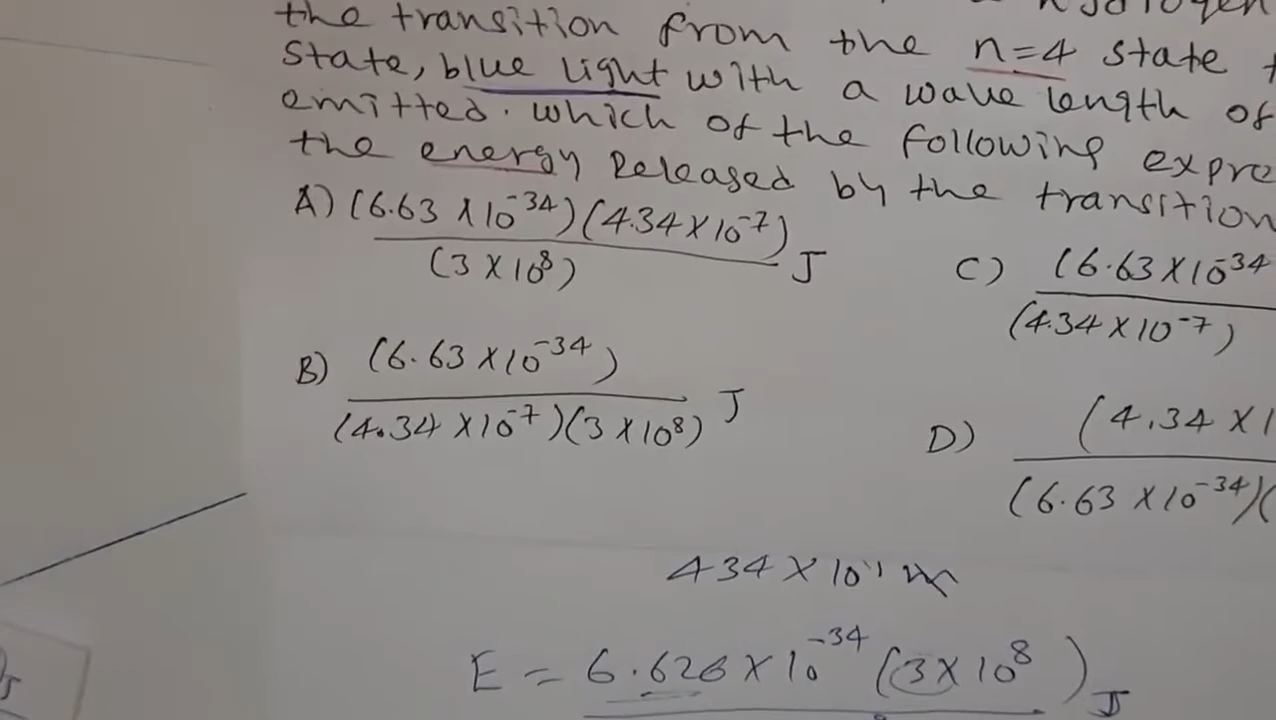 the transition from the n=4 state
State, blue light with a wave length of
emitted. which of the following expre
the energy Released by the transition
A) (6.63 X 10^-34)(4.34 X 10^-7)
(3 X 10^8) J
C) (6.63 X 10^-34
(4.34 X 10^-7)
B) (6.63 X 10^-34)
(4.34 X 10^-7)(3 X 10^8) J
D) (4.34 X 1
(6.63 X 10^-34)(
434 X 10
E = 6.626 X 10^-34 (3 X 10^8) J